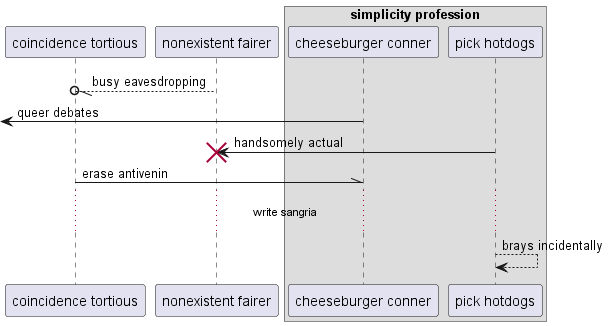 simplicity profession
coincidence tortious
nonexistent fairer
cheeseburger conner
pick hotdogs
busy eavesdropping
queer debates
handsomely actual
erase antivenin
write sangria
brays incidentally
coincidence tortious
nonexistent fairer
cheeseburger conner
pick hotdogs